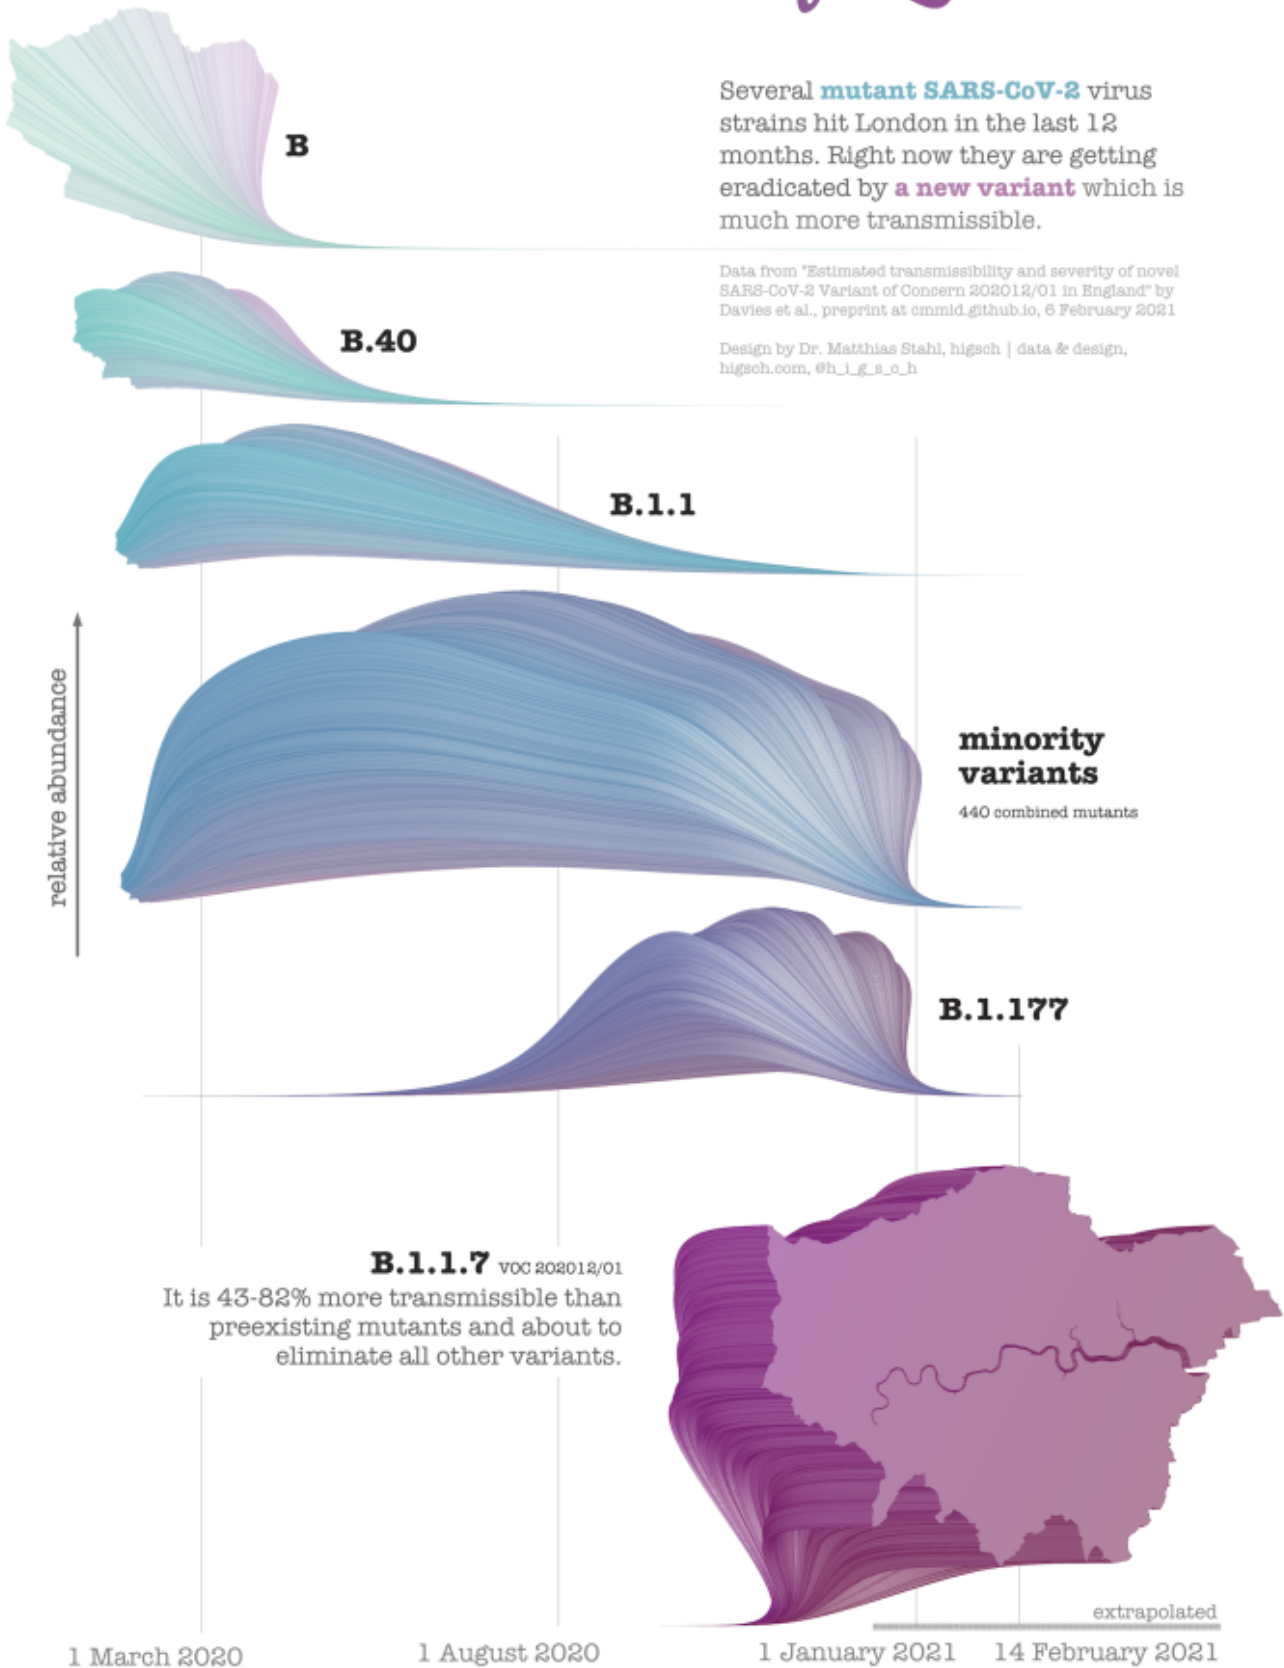 Several mutant SARS-CoV-2 virus
strains hit London in the last 12
months. Right now they are getting
eradicated by a new variant which is
much more transmissible.
Data from "Estimated transmissibility and severity of novel
SARS-CoV-2 Variant of Concern 202012/01 in England" by
Davies et al., preprint at cmmid.github.io, 6 February 2021
Design by Dr. Matthias Stahl, higsch | data & design,
higsch.com, @h_i_g_s_c_h
B
B.40
B.1.1
relative abundance
minority
variants
440 combined mutants
B.1.177
B.1.1.7 VOC 202012/01
It is 43-82% more transmissible than
preexisting mutants and about to
eliminate all other variants.
extrapolated
1 March 2020
1 August 2020
1 January 2021
14 February 2021